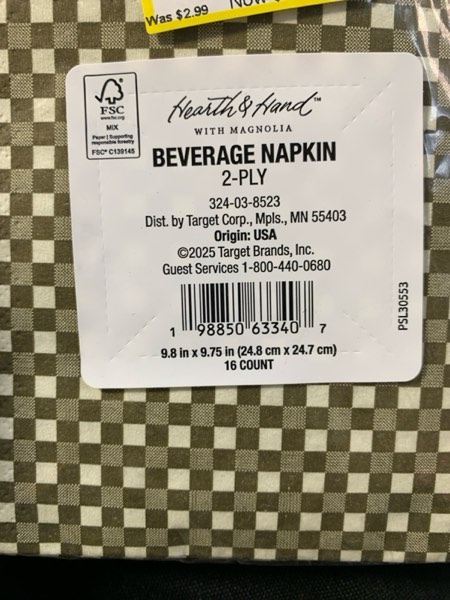 Was $2.99 NOW
FSC
www.fsc.org
MIX
Paper | Supporting
responsible forestry
FSC® C139145
Hearth & Hand™
WITH MAGNOLIA
BEVERAGE NAPKIN
2-PLY
324-03-8523
Dist. by Target Corp., Mpls., MN 55403
Origin: USA
©2025 Target Brands, Inc.
Guest Services 1-800-440-0680
1 98850 63340 7
9.8 in x 9.75 in (24.8 cm x 24.7 cm)
16 COUNT
PSL30553